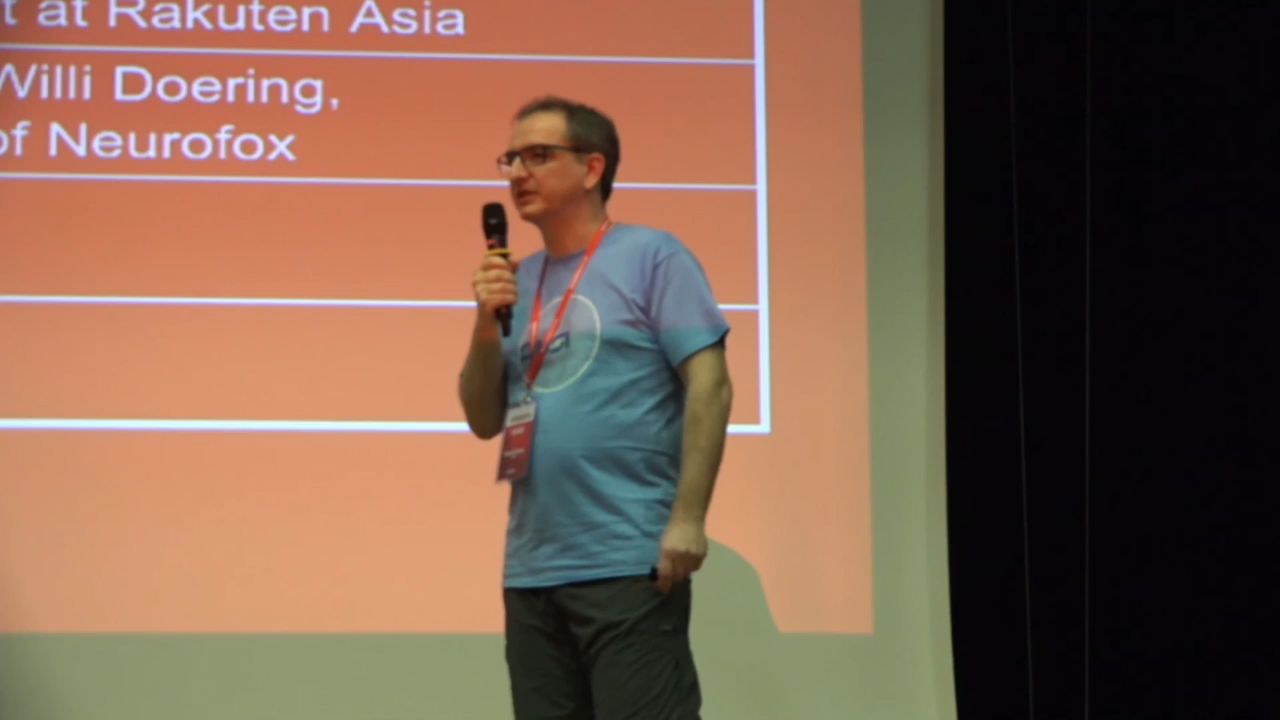 t at Rakuten Asia
Willi Doering,
of Neurofox